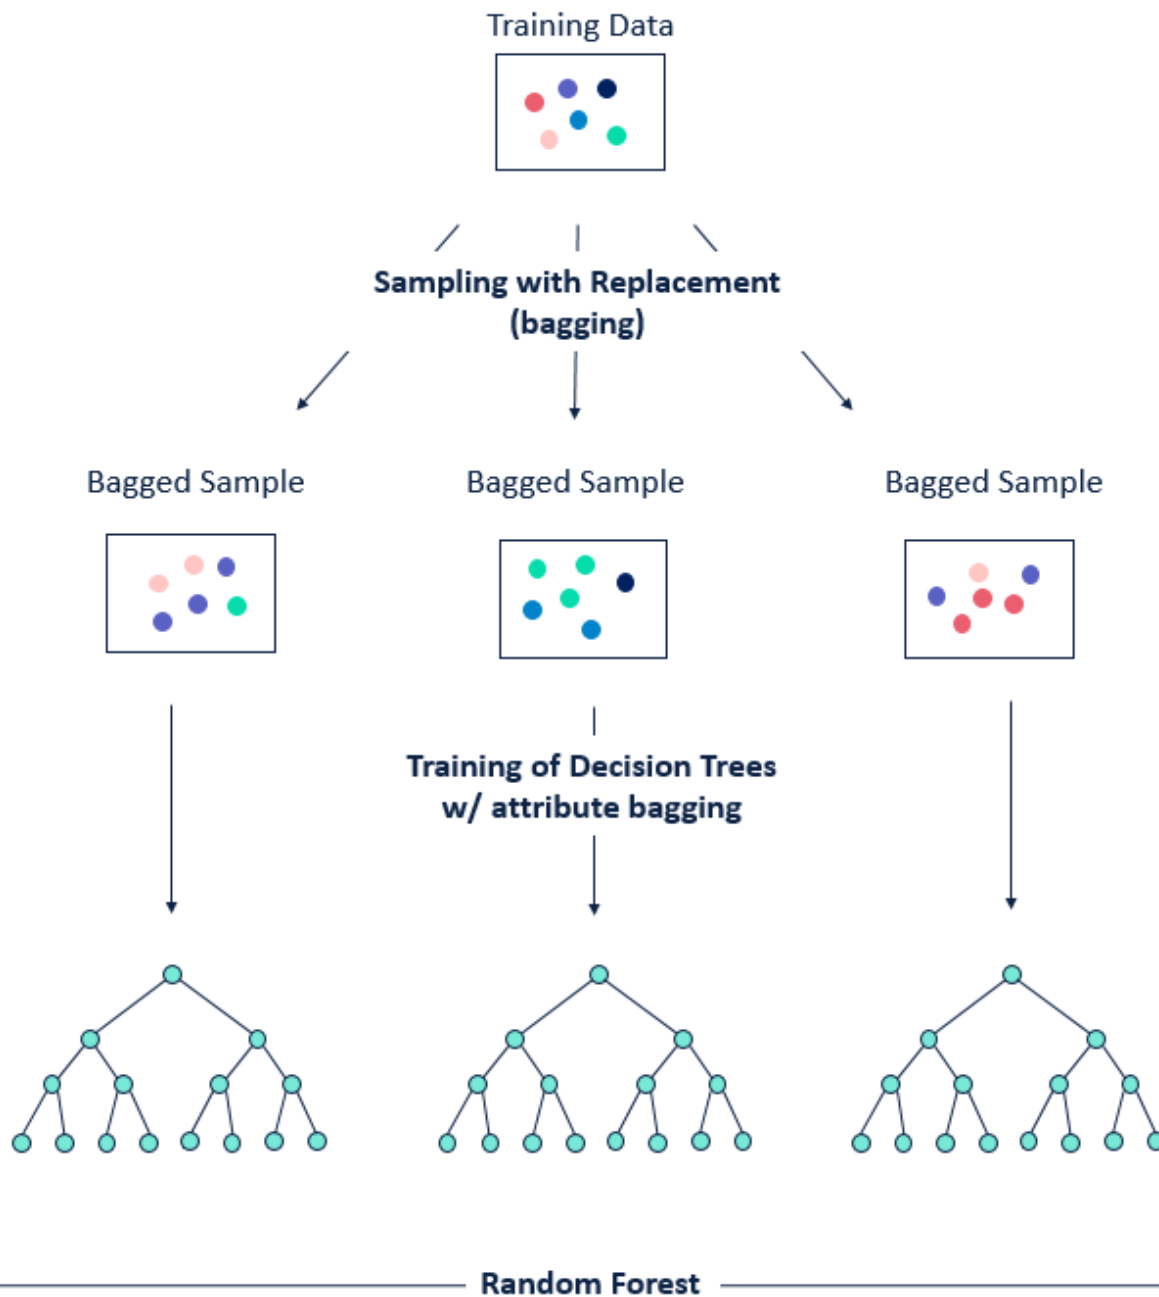 Training Data
Sampling with Replacement
(bagging)
Bagged Sample
Bagged Sample
Bagged Sample
Training of Decision Trees
w/ attribute bagging
Random Forest